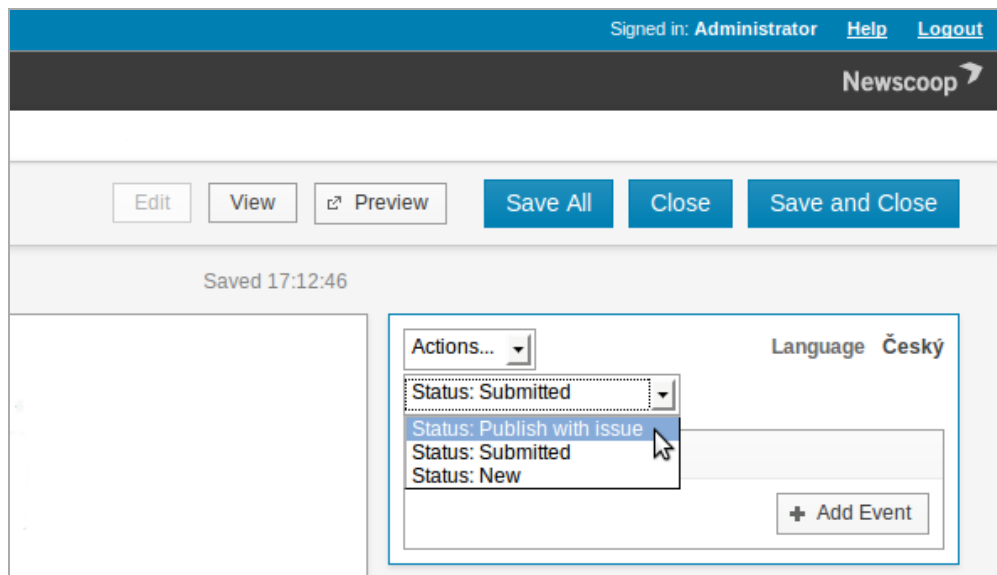 Signed in: Administrator Help Logout
Newscoop
Edit View Preview Save All Close Save and Close
Saved 17:12:46
Actions... Language Český
Status: Submitted
Status: Publish with issue
Status: Submitted
Status: New
Add Event